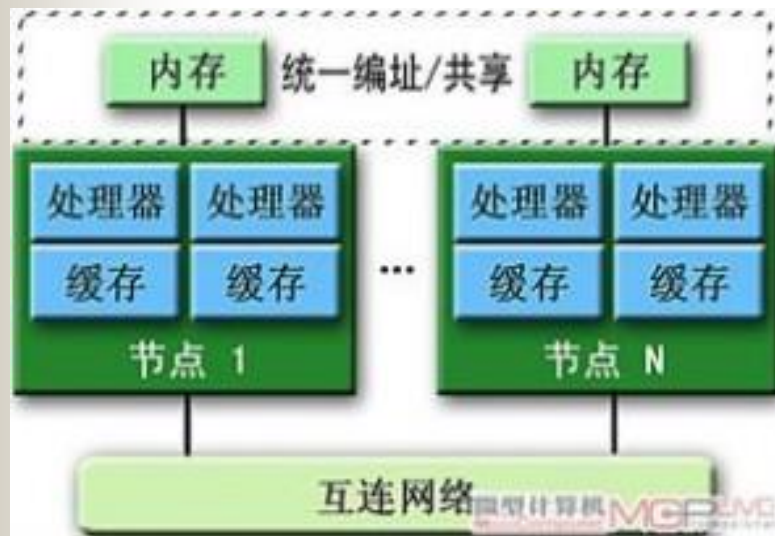 内存 统一编址/共享 内存
处理器 处理器 处理器 处理器
缓存 缓存 ... 缓存 缓存
节点 1 节点 N
互连网络
微型计算机